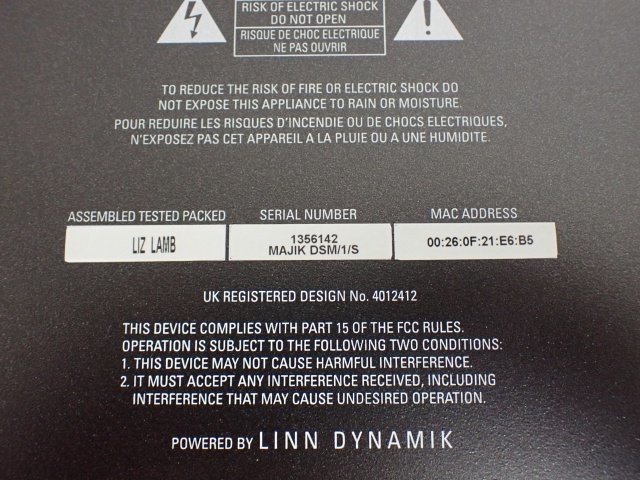 RISK OF ELECTRIC SHOCK
DO NOT OPEN
RISQUE DE CHOC ELECTRIQUE
NE PAS OUVRIR
TO REDUCE THE RISK OF FIRE OR ELECTRIC SHOCK DO
NOT EXPOSE THIS APPLIANCE TO RAIN OR MOISTURE.
POUR REDUIRE LES RISQUES D'INCENDIE OU DE CHOCS ELECTRIQUES,
N'EXPOSEZ PAS CET APPAREIL A LA PLUIE OU A UNE HUMIDITE.
ASSEMBLED TESTED PACKED
LIZ LAMB
SERIAL NUMBER
1356142
MAJIK DSM/1/S
MAC ADDRESS
00:26:0F:21:E6:B5
UK REGISTERED DESIGN No. 4012412
THIS DEVICE COMPLIES WITH PART 15 OF THE FCC RULES.
OPERATION IS SUBJECT TO THE FOLLOWING TWO CONDITIONS:
1. THIS DEVICE MAY NOT CAUSE HARMFUL INTERFERENCE.
2. IT MUST ACCEPT ANY INTERFERENCE RECEIVED, INCLUDING
INTERFERENCE THAT MAY CAUSE UNDESIRED OPERATION.
POWERED BY LINN DYNAMIK